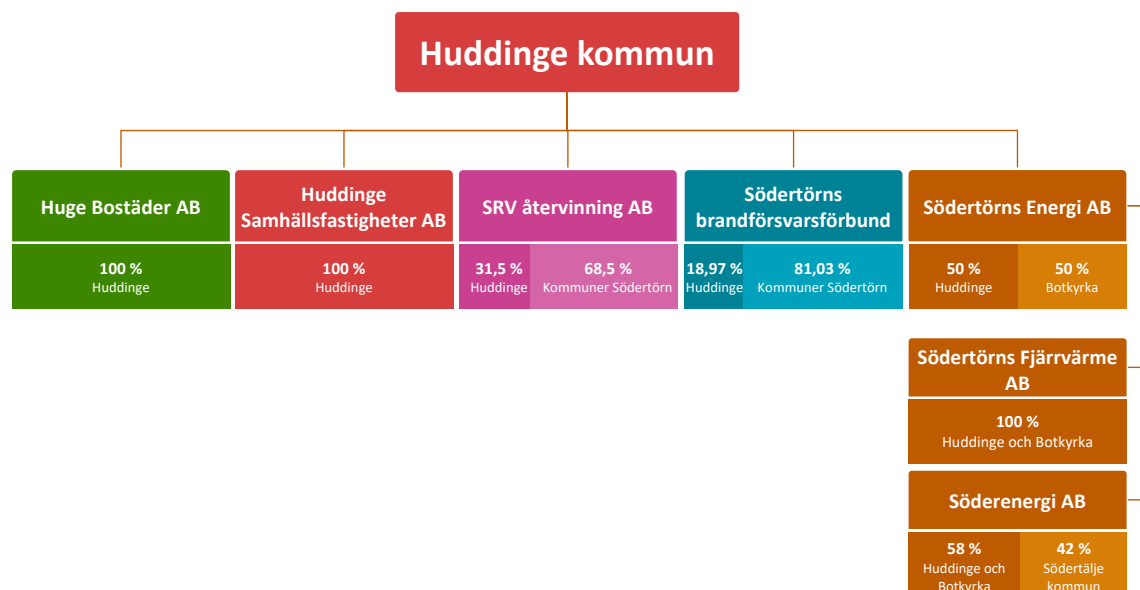 Huddinge kommun
Huge Bostäder AB
100 %
Huddinge
Huddinge
Samhällsfastigheter AB
100 %
Huddinge
SRV återvinning AB
31,5 %
Huddinge
68,5 %
Kommuner Södertörn
Södertörns
brandförsvarsförbund
18,97 %
Huddinge
81,03 %
Kommuner Södertörn
Södertörns Energi AB
50 %
Huddinge
50 %
Botkyrka
Södertörns Fjärrvärme
AB
100 %
Huddinge och Botkyrka
Söderenergi AB
58 %
Huddinge och
Botkyrka
42 %
Södertälje
kommun